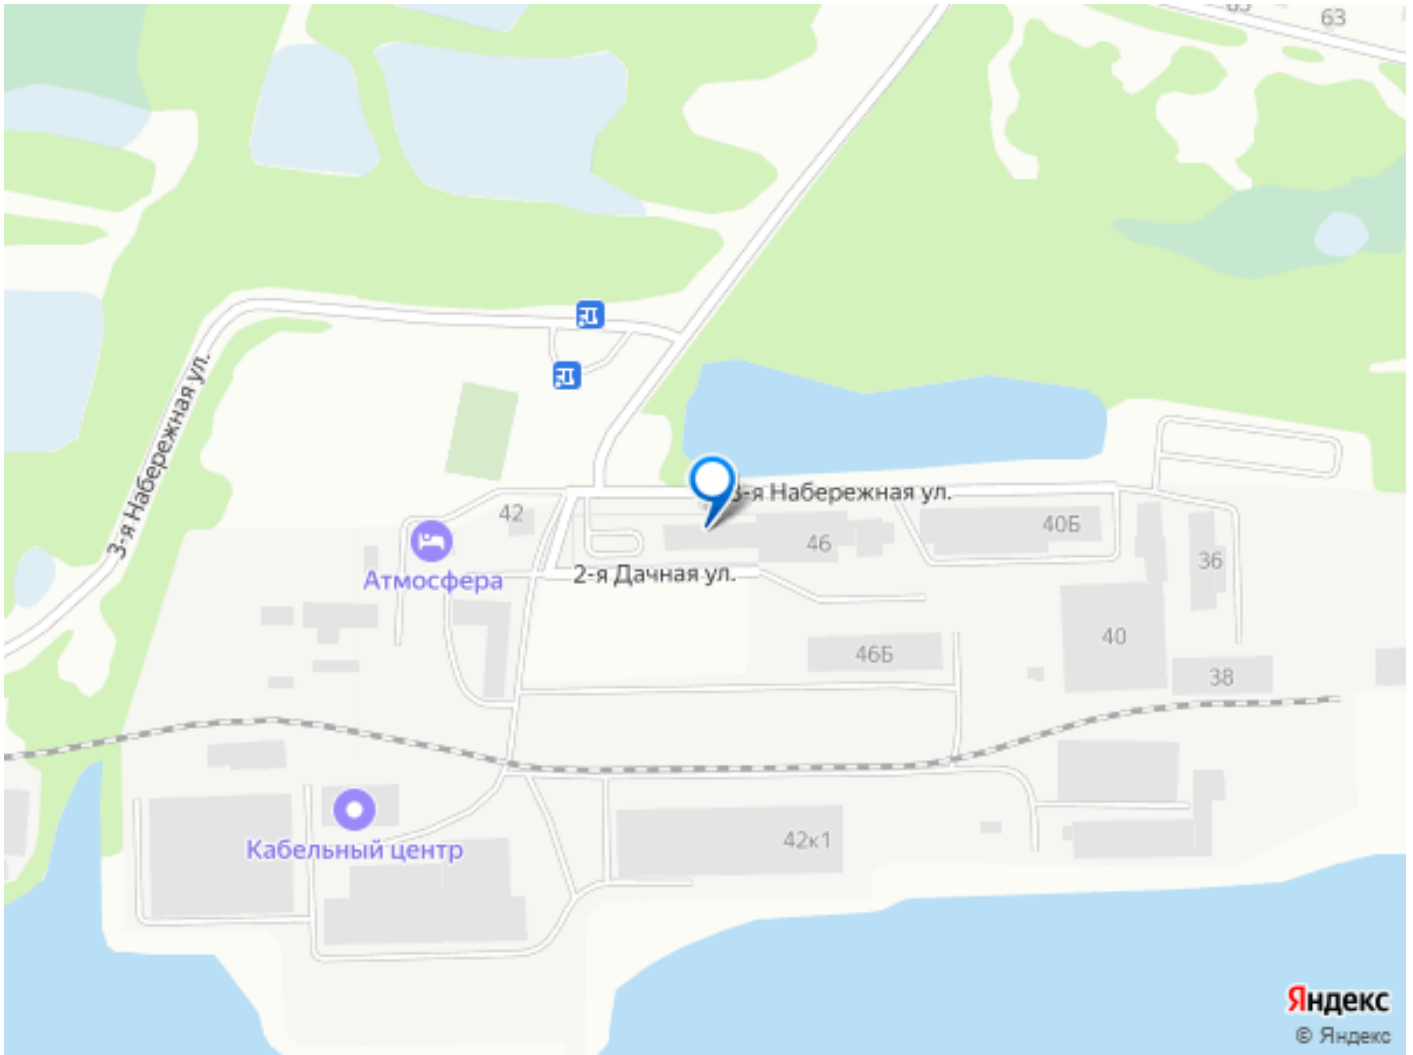 63
3-я Набережная ул.
3-я Набережная ул.
42
46
40Б
36
Атмосфера
2-я Дачная ул.
40
46Б
38
Кабельный центр
42к1
Яндекс
© Яндекс